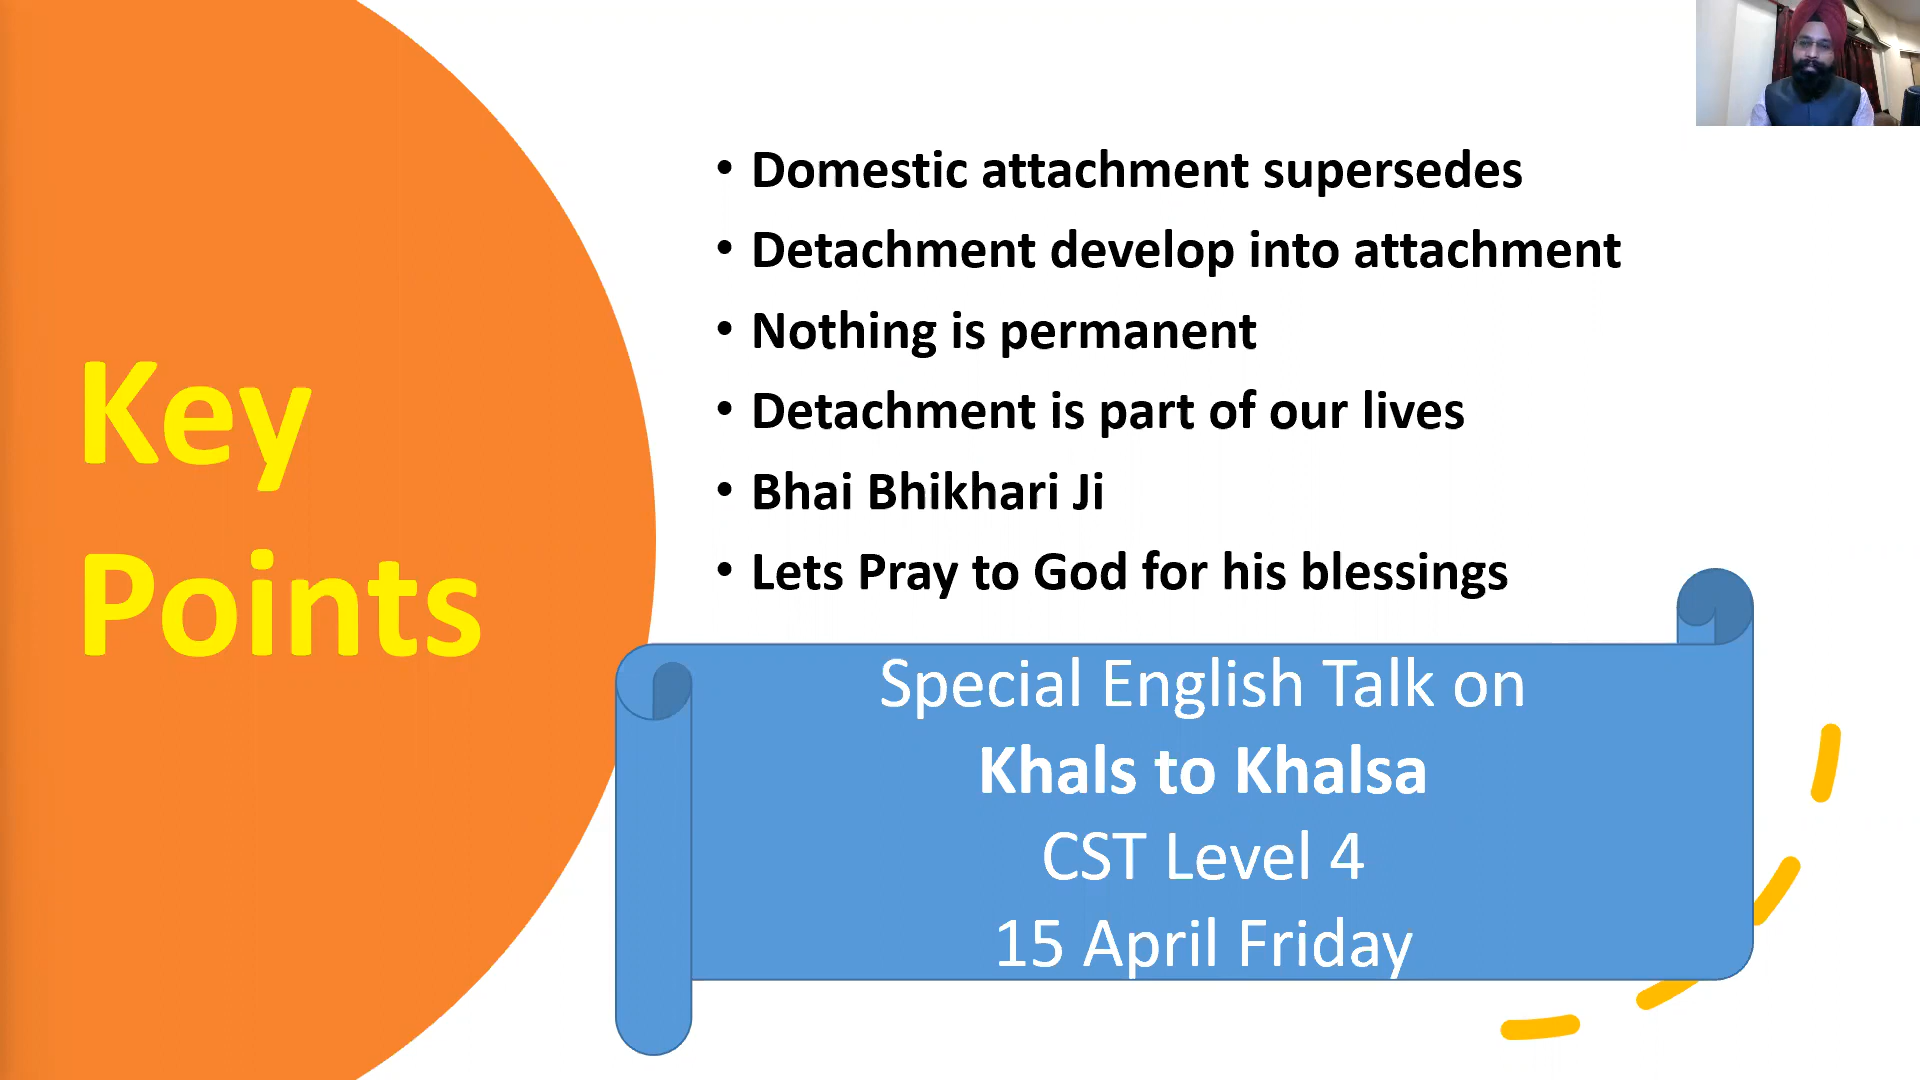 Key
Points
• Domestic attachment supersedes
• Detachment develop into attachment
• Nothing is permanent
• Detachment is part of our lives
• Bhai Bhikhari Ji
• Lets Pray to God for his blessings
Special English Talk on
Khals to Khalsa
CST Level 4
15 April Friday